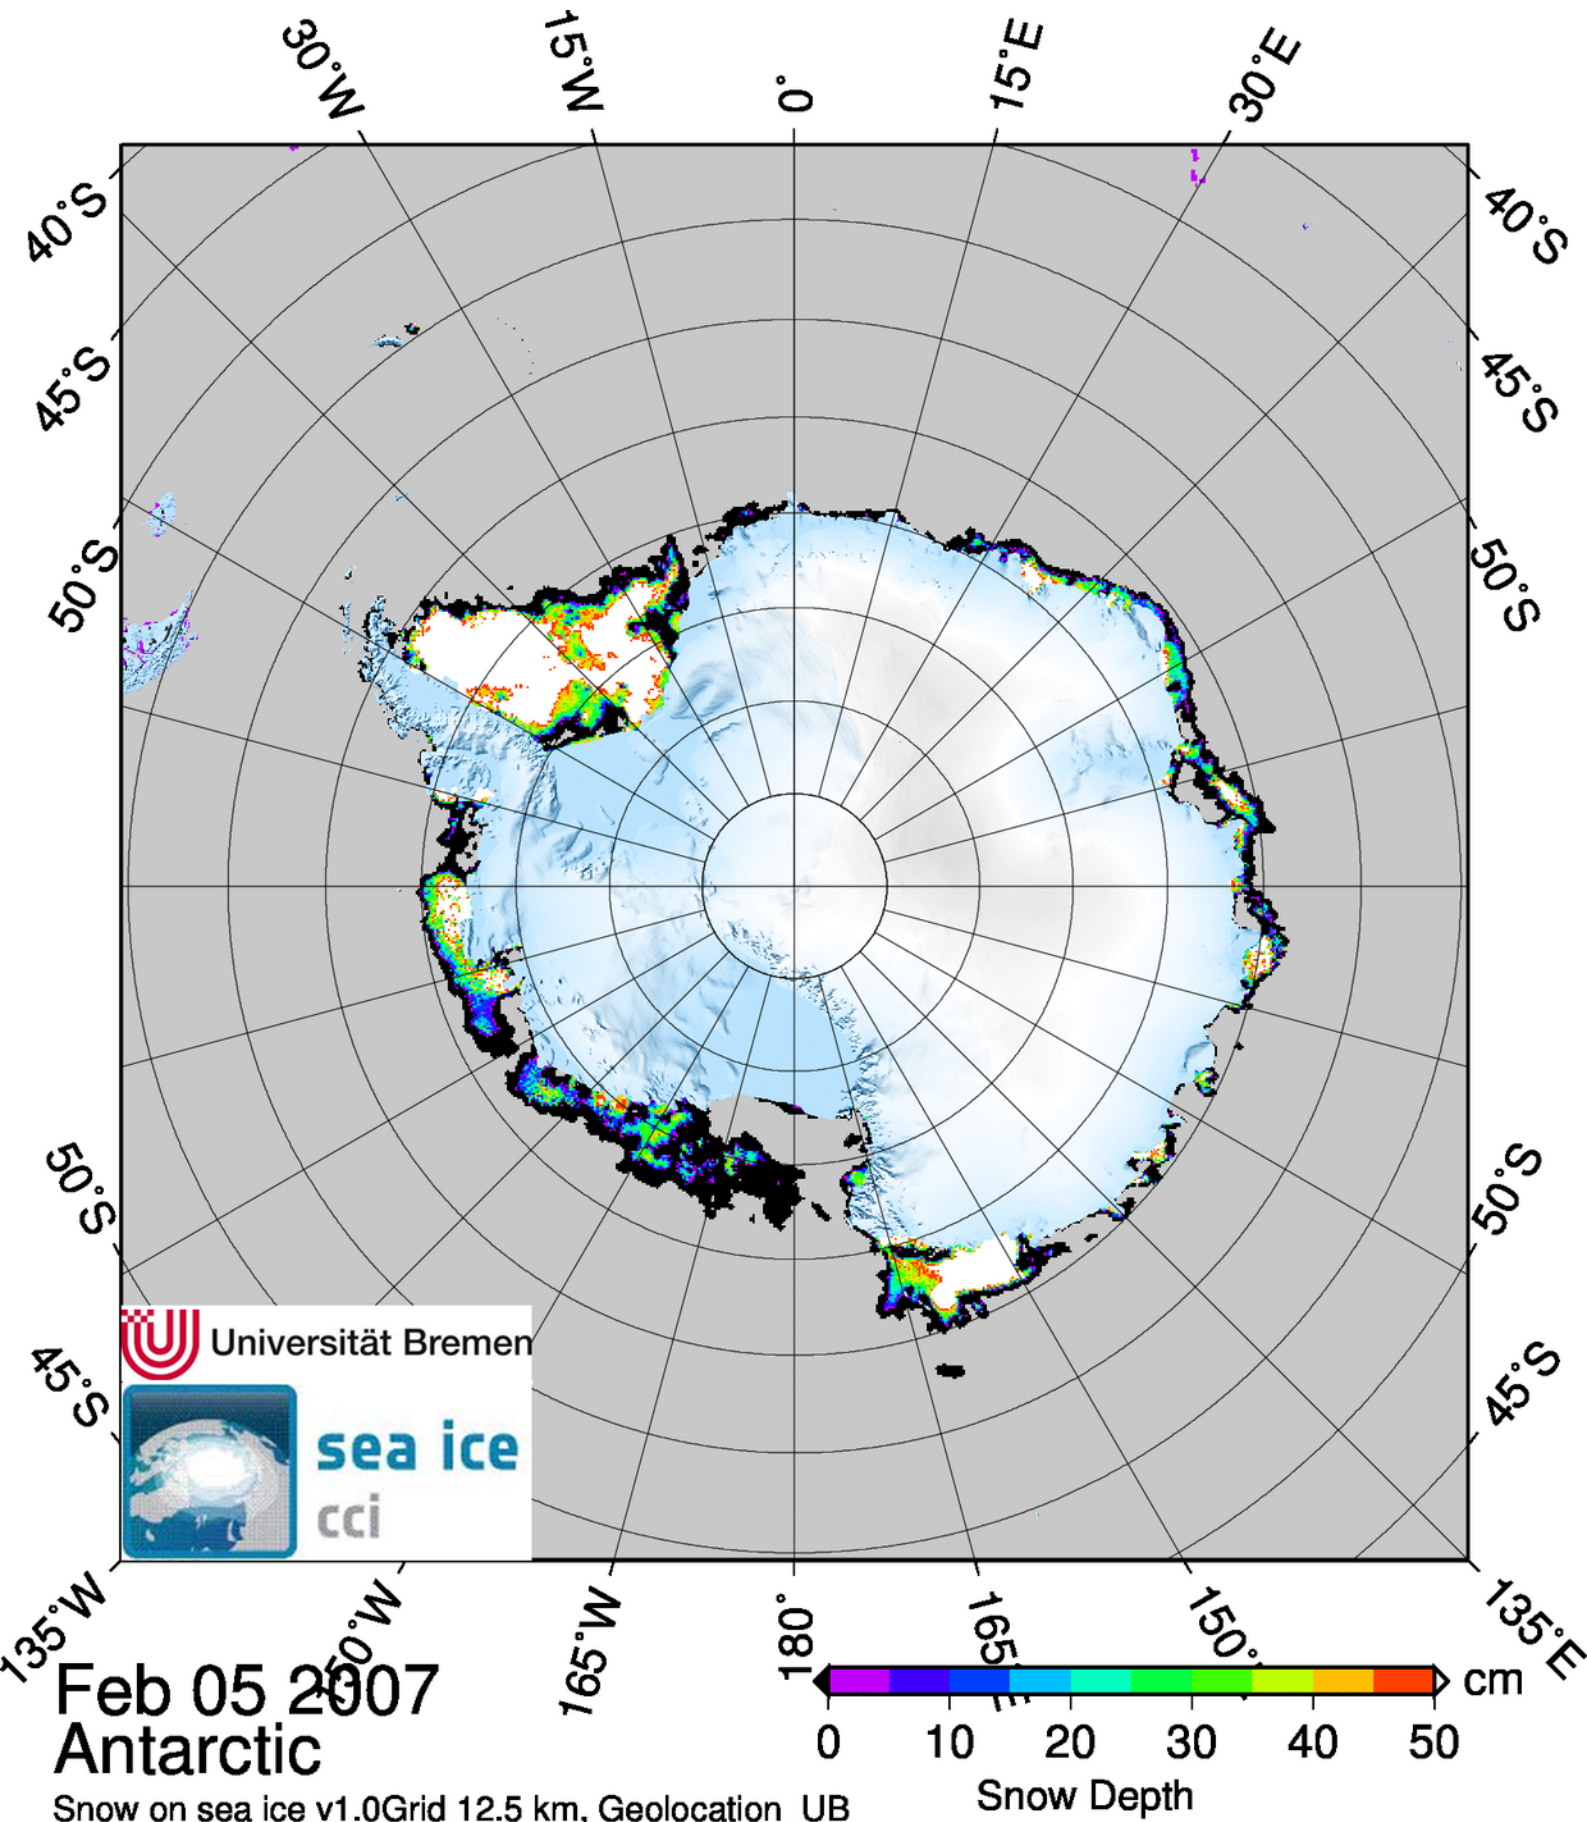 30°W 15°W 0° 15°E 30°E
40°S 40°S
45°S 45°S
50°S 50°S
50°S 50°S
45°S 45°S
Universität Bremen
sea ice
cci
135°W 150°W 165°W 180° 165°E 150° 135°E
Feb 05 2007
Antarctic
Snow on sea ice v1.0Grid 12.5 km, Geolocation UB
cm
0 10 20 30 40 50
Snow Depth